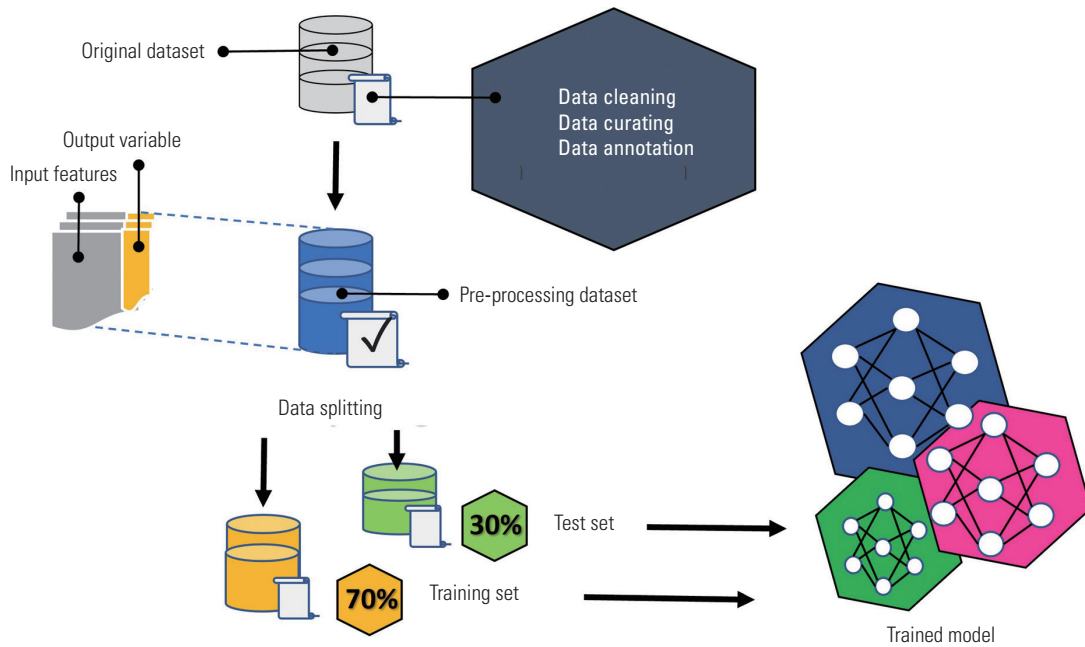 Original dataset
Data cleaning
Data curating
Data annotation
Output variable
Input features
Pre-processing dataset
Data splitting
30%
Test set
70%
Training set
Trained model